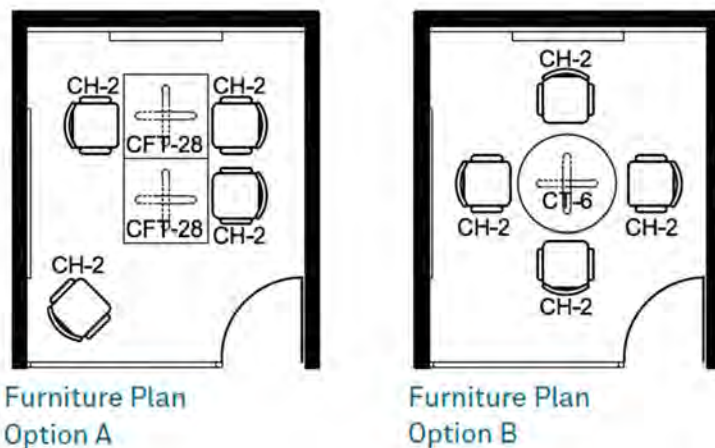 CH-2
CH-2
CFT-28
CFT-28
CH-2
CH-2
Furniture Plan
Option A
CH-2
CH-2
CH-2
CT-6
CH-2
Furniture Plan
Option B